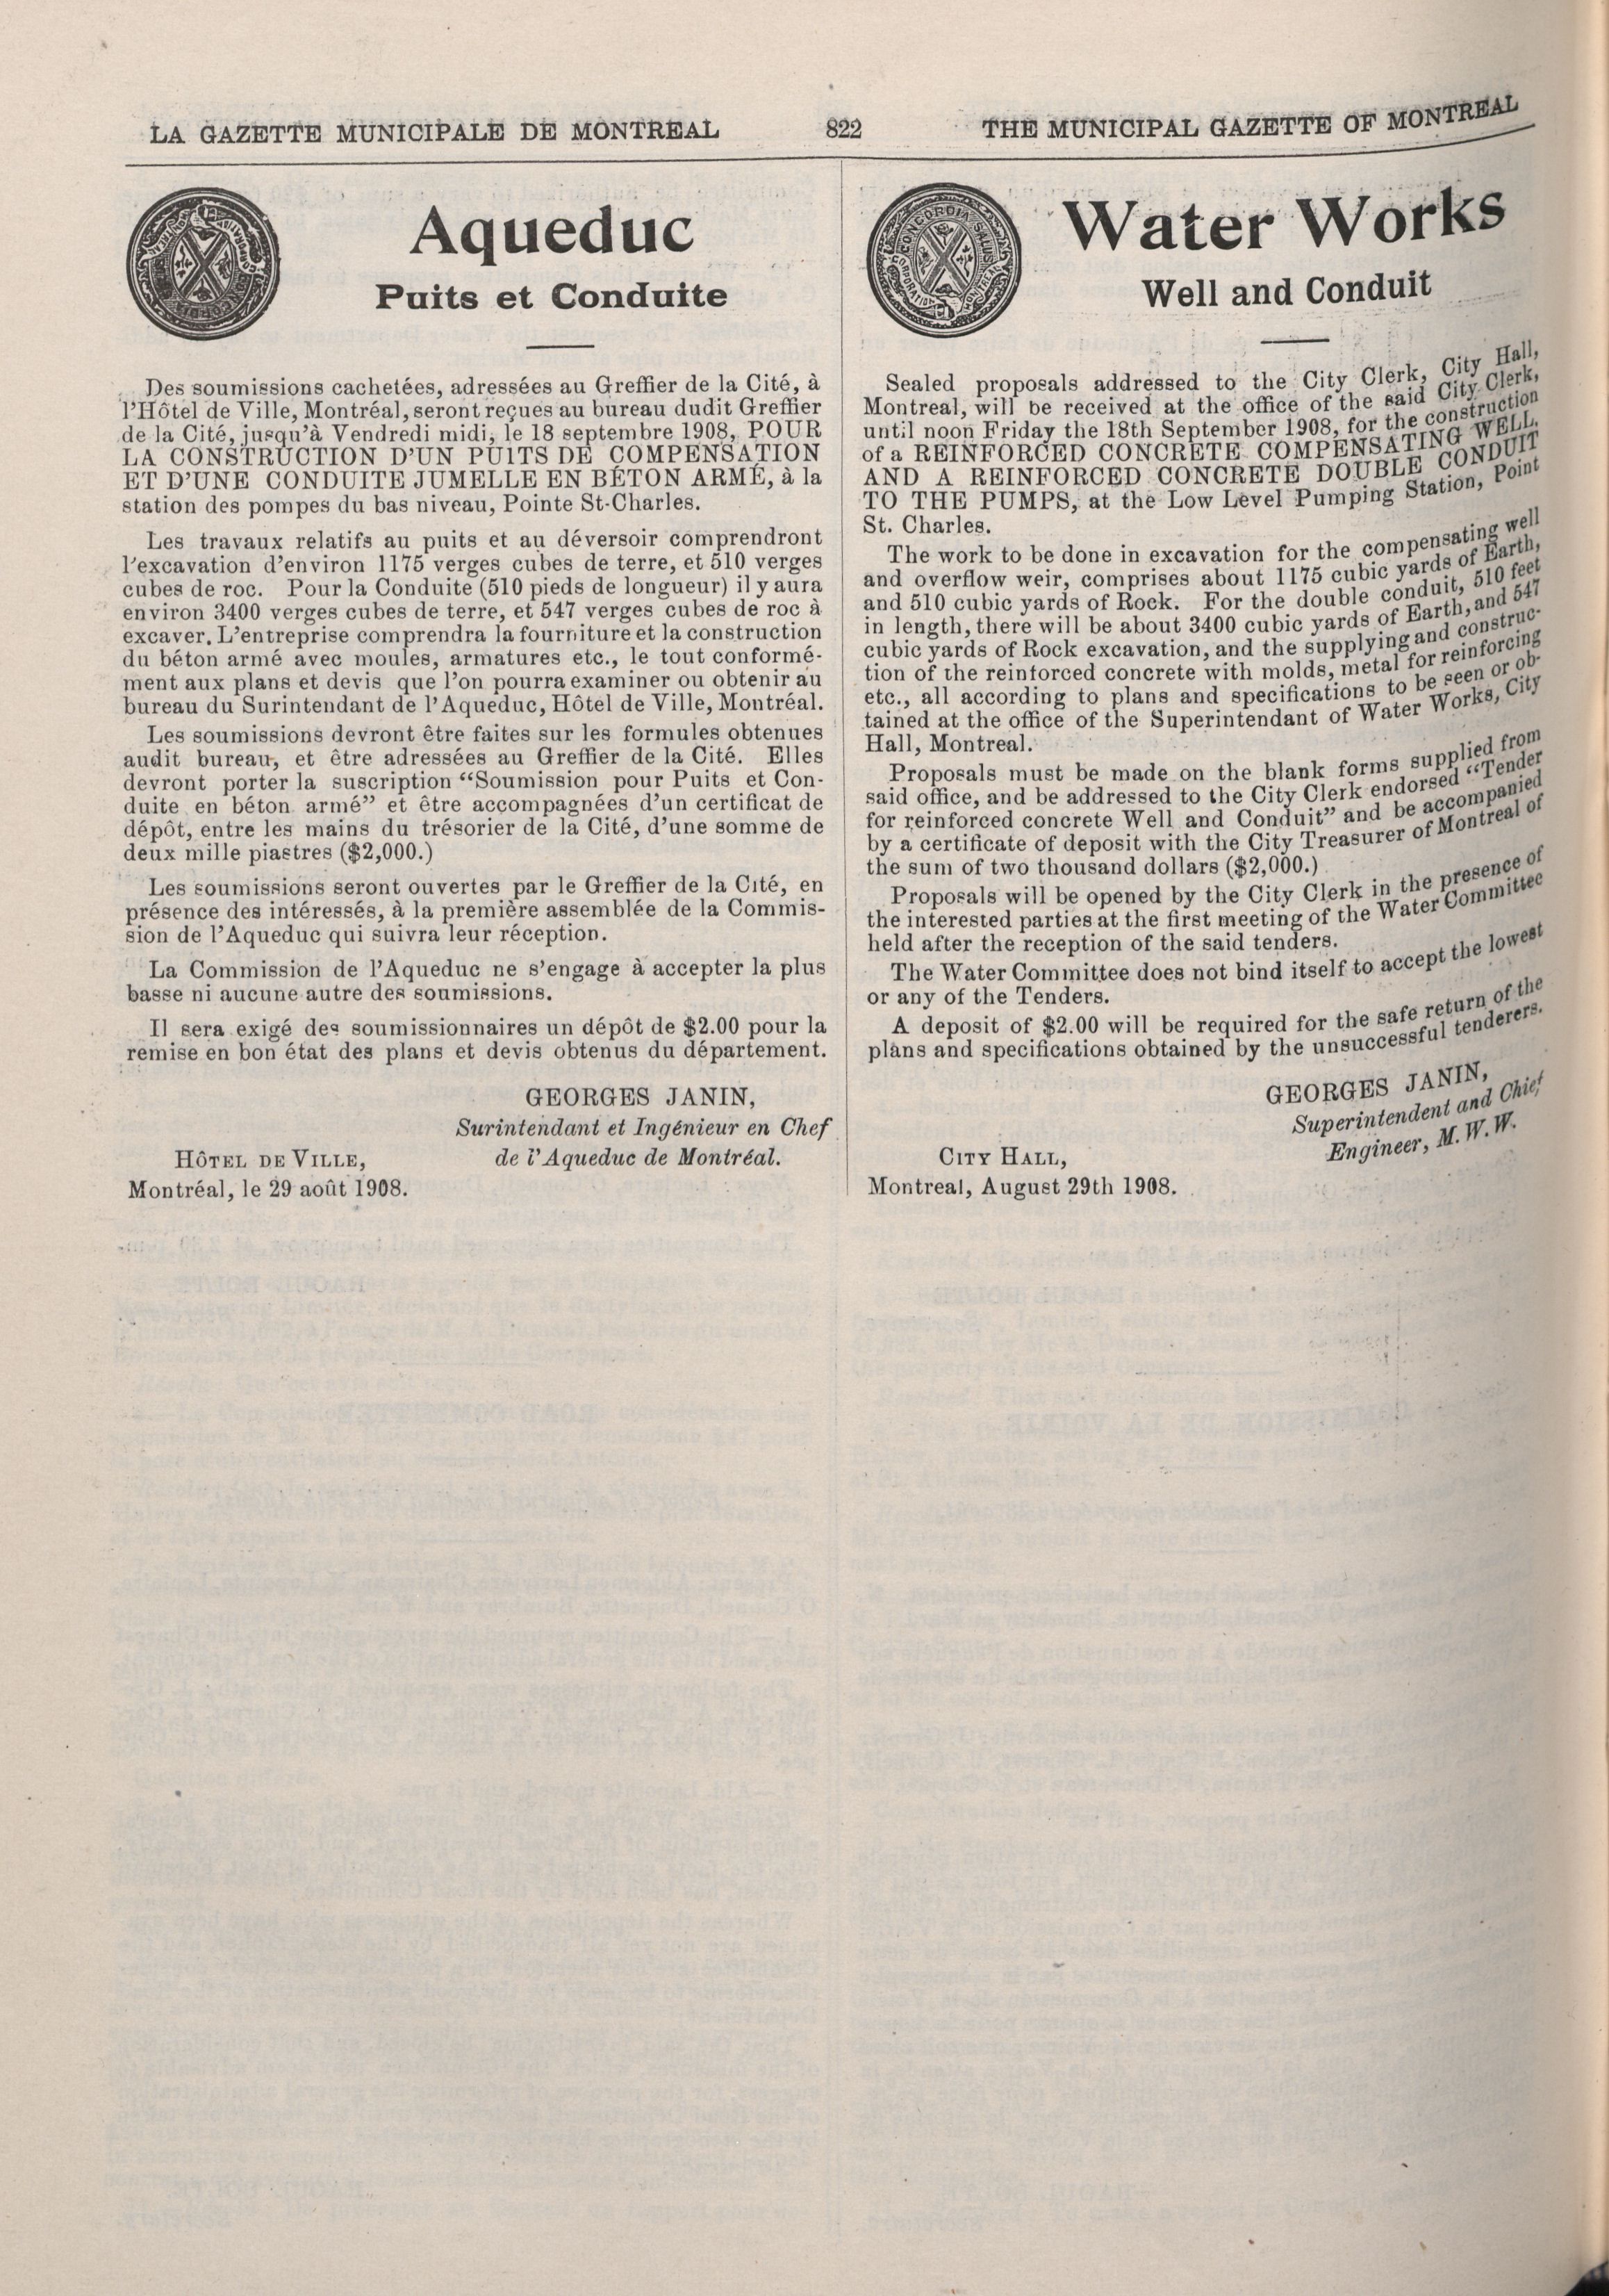 LA GAZETTE MUNICIPALE DE MONTREAL
822
THE MUNICIPAL GAZETTE OF MONTREAL
Aqueduc
Puits et Conduite
Des soumissions cachetées, adressées au Greffier de la Cité, à
l'Hôtel de Ville, Montréal, seront reçues au bureau dudit Greffier
de la Cité, jusqu'à Vendredi midi, le 18 septembre 1908, POUR
LA CONSTRUCTION D'UN PUITS DE COMPENSATION
ET D'UNE CONDUITE JUMELLE EN BÉTON ARMÉ, à la
station des pompes du bas niveau, Pointe St-Charles.
Les travaux relatifs au puits et au déversoir comprendront
l'excavation d'environ 1175 verges cubes de terre, et 510 verges
cubes de roc. Pour la Conduite (510 pieds de longueur) il y aura
environ 3400 verges cubes de terre, et 547 verges cubes de roc à
excaver. L'entreprise comprendra la fourniture et la construction
du béton armé avec moules, armatures etc., le tout conformé-
ment aux plans et devis que l'on pourra examiner ou obtenir au
bureau du Surintendant de l'Aqueduc, Hôtel de Ville, Montréal.
Les soumissions devront être faites sur les formules obtenues
audit bureau, et être adressées au Greffier de la Cité. Elles
devront porter la suscription “Soumission pour Puits et Con-
duite en béton armé” et être accompagnées d'un certificat de
dépôt, entre les mains du trésorier de la Cité, d'une somme de
deux mille piastres ($2,000.)
Les soumissions seront ouvertes par le Greffier de la Cité, en
présence des intéressés, à la première assemblée de la Commis-
sion de l'Aqueduc qui suivra leur réception.
La Commission de l'Aqueduc ne s'engage à accepter la plus
basse ni aucune autre des soumissions.
Il sera exigé des soumissionnaires un dépôt de $2.00 pour la
remise en bon état des plans et devis obtenus du département.
GEORGES JANIN,
Surintendant et Ingénieur en Chef
de l'Aqueduc de Montréal.
HÔTEL DE VILLE,
Montréal, le 29 août 1908.
CONCORDIA SALUS
CORPORATION MONTREAL
Water Works
Well and Conduit
Sealed proposals addressed to the City Clerk, City Hall,
Montreal, will be received at the office of the said City Clerk,
until noon Friday the 18th September 1908, for the construction
of a REINFORCED CONCRETE COMPENSATING WELL,
AND A REINFORCED CONCRETE DOUBLE CONDUIT
TO THE PUMPS, at the Low Level Pumping Station, Point
St. Charles.
The work to be done in excavation for the compensating well
and overflow weir, comprises about 1175 cubic yards of Earth,
and 510 cubic yards of Rock. For the double conduit, 510 feet
in length, there will be about 3400 cubic yards of Earth, and 547
cubic yards of Rock excavation, and the supplying and construc-
tion of the reinforced concrete with molds, metal for reinforcing
etc., all according to plans and specifications to be seen or ob-
tained at the office of the Superintendant of Water Works, City
Hall, Montreal.
Proposals must be made on the blank forms supplied from
said office, and be addressed to the City Clerk endorsed “Tender
for reinforced concrete Well and Conduit” and be accompanied
by a certificate of deposit with the City Treasurer of Montreal of
the sum of two thousand dollars ($2,000.)
Proposals will be opened by the City Clerk in the presence of
the interested parties at the first meeting of the Water Committee
held after the reception of the said tenders.
The Water Committee does not bind itself to accept the lowest
or any of the Tenders.
A deposit of $2.00 will be required for the safe return of the
plans and specifications obtained by the unsuccessful tenderers.
GEORGES JANIN,
Superintendent and Chief
Engineer, M. W. W.
CITY HALL,
Montreal, August 29th 1908.